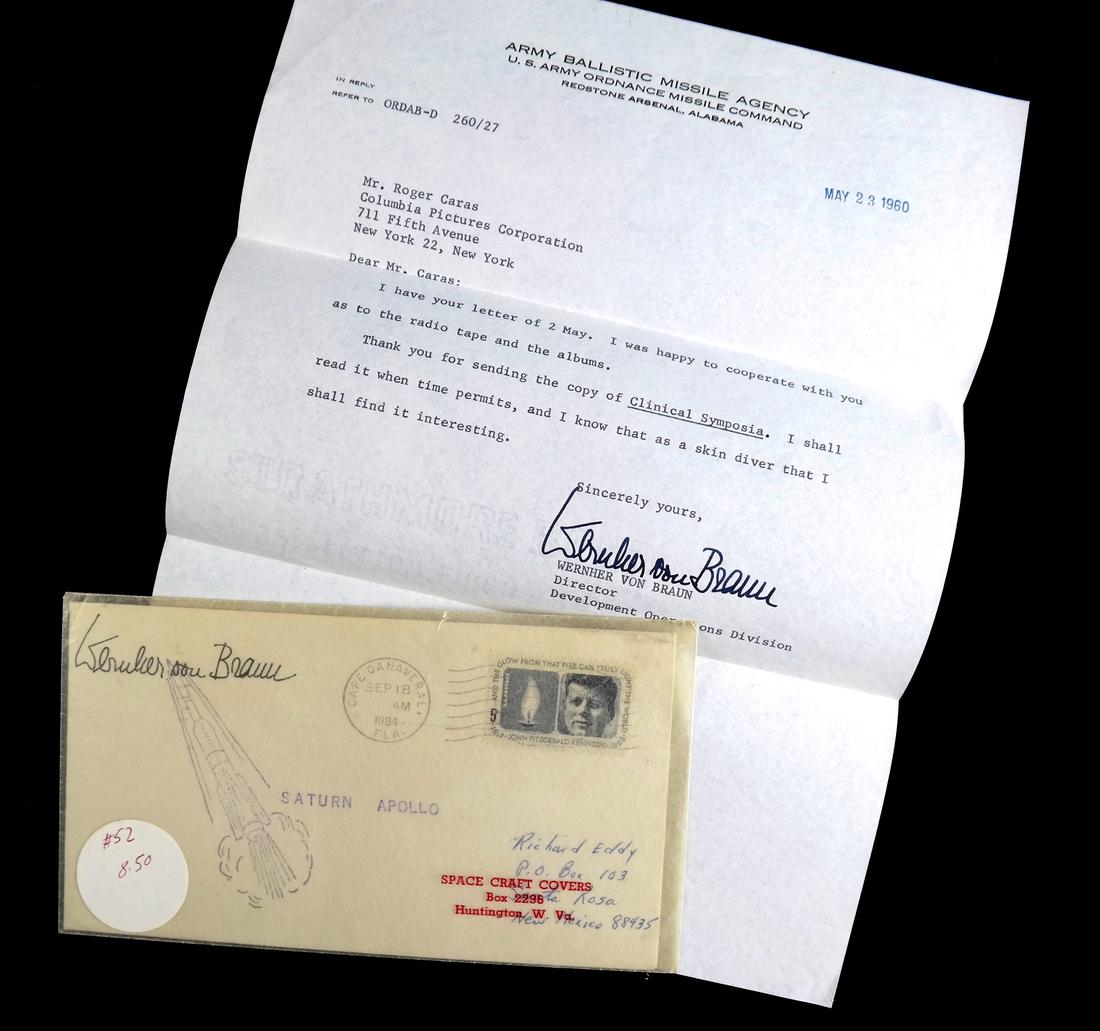 ARMY BALLISTIC MISSILE AGENCY
U. S. ARMY ORDNANCE MISSILE COMMAND
REDSTONE ARSENAL, ALABAMA
IN REPLY
REFER TO ORDAB-D 260/27
MAY 23 1960
Mr. Roger Caras
Columbia Pictures Corporation
711 Fifth Avenue
New York 22, New York
Dear Mr. Caras:
I have your letter of 2 May. I was happy to cooperate with you
as to the radio tape and the albums.
Thank you for sending the copy of Clinical Symposia. I shall
read it when time permits, and I know that as a skin diver that I
shall find it interesting.
Sincerely yours,
Wernher von Braun
WERNHER VON BRAUN
Director
Development Operations Division
Wernher von Braun
CAPE CANAVERAL,
SEP 18
AM
1964
FLA.
AND THE GLOW FROM THAT FIRE CAN TRULY LIGHT THE WORLD
5¢
JOHN FITZGERALD KENNEDY
SATURN APOLLO
#52
8.50
Richard Eddy
P.O. Box 103
Santa Rosa
New Mexico 88435
SPACE CRAFT COVERS
Box 2296
Huntington, W. Va.